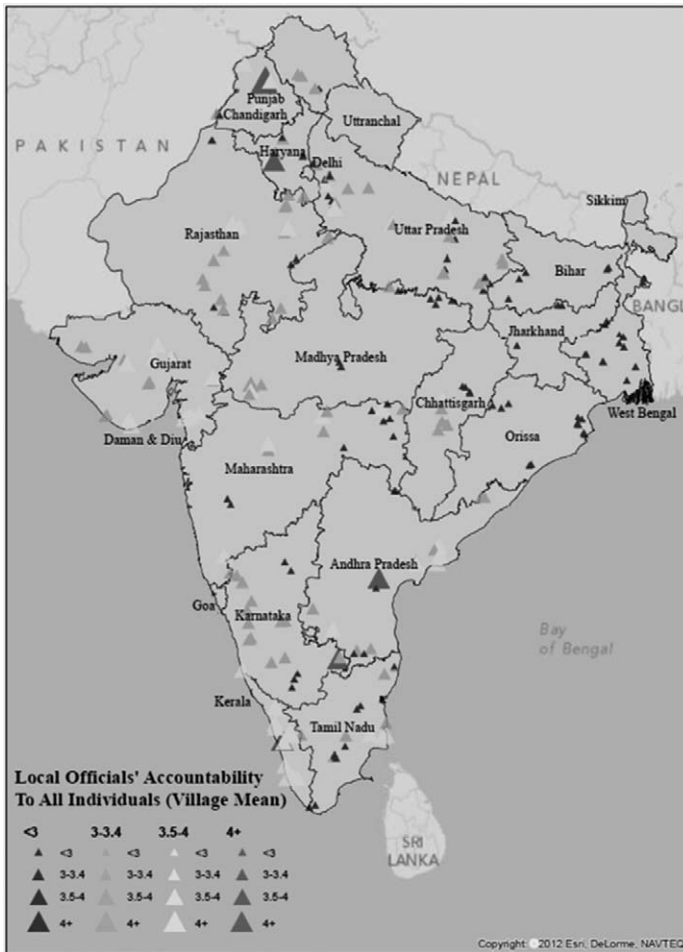 Punjab
Chandigarh
Uttranchal
PAKISTAN
Haryana
Delhi
NEPAL
Sikkim
Rajasthan
Uttar Pradesh
Bihar
BANGL
Jharkhand
Gujarat
Madhya Pradesh
Chhattisgarh
West Bengal
Daman & Diu
Orissa
Maharashtra
Andhra Pradesh
Goa
Karnataka
Bay
of Bengal
Kerala
Tamil Nadu
Local Officials' Accountability
To All Individuals (Village Mean)
<3 3-3.4 3.5-4 4+
<3 <3 <3 <3
3-3.4 3-3.4 3-3.4 3-3.4
3.5-4 3.5-4 3.5-4 3.5-4
4+ 4+ 4+ 4+
SRI
LANKA
Copyright: ©2012 Esri, DeLorme, NAVTEQ